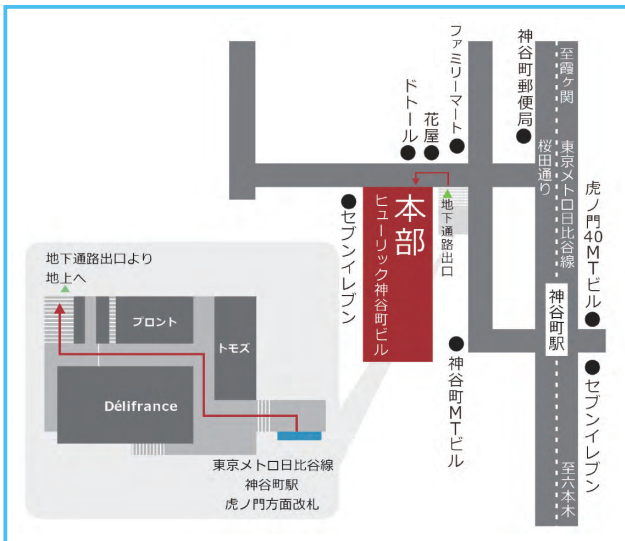 ファミリーマート
ドトール
花屋
神谷町郵便局
至霞ヶ関
桜田通り
東京メトロ日比谷線
虎ノ門40MTビル
セブンイレブン
本部
ヒューリック神谷町ビル
地下通路出口
神谷町駅
神谷町MTビル
セブンイレブン
至六本木
地下通路出口より
地上へ
プロント
トモズ
Délifrance
東京メトロ日比谷線
神谷町駅
虎ノ門方面改札